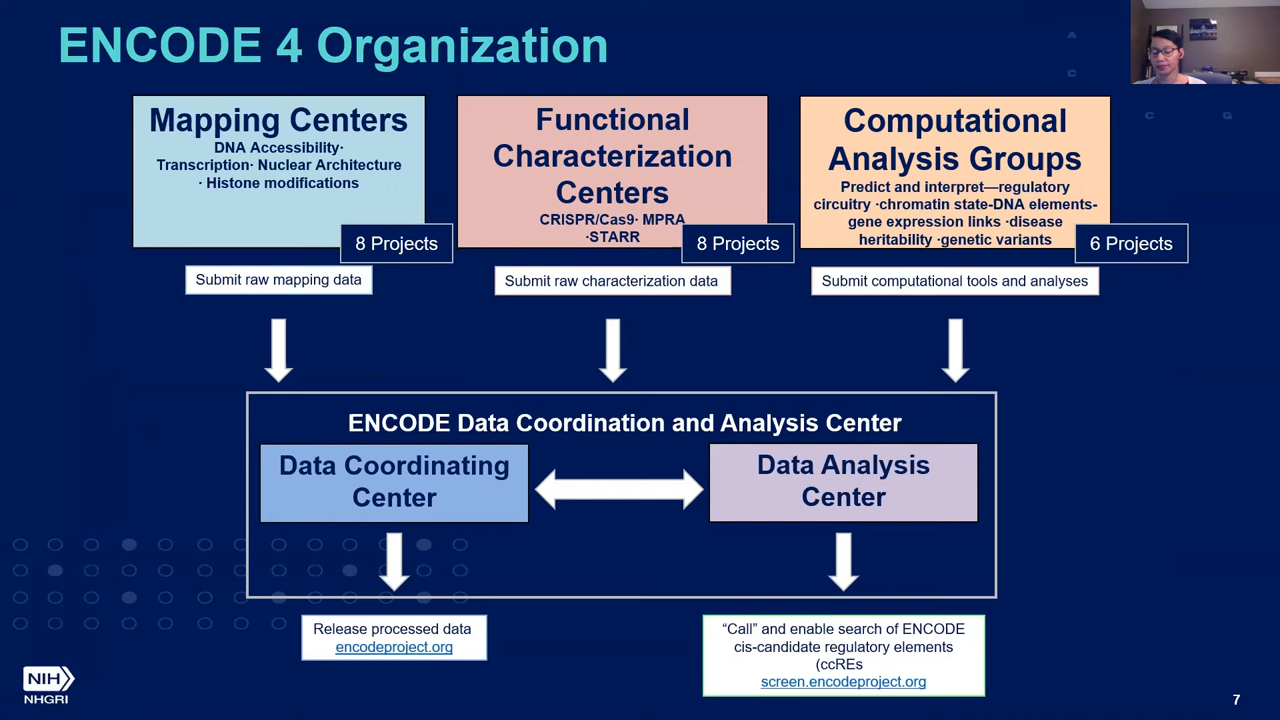 ENCODE 4 Organization
A
C
C
G
Mapping Centers
DNA Accessibility·
Transcription· Nuclear Architecture
· Histone modifications
8 Projects
Functional
Characterization
Centers
CRISPR/Cas9· MPRA
·STARR
8 Projects
Computational
Analysis Groups
Predict and interpret—regulatory
circuitry ·chromatin state-DNA elements-
gene expression links ·disease
heritability ·genetic variants
6 Projects
Submit raw mapping data
Submit raw characterization data
Submit computational tools and analyses
ENCODE Data Coordination and Analysis Center
Data Coordinating
Center
Data Analysis
Center
Release processed data
encodeproject.org
“Call” and enable search of ENCODE
cis-candidate regulatory elements
(ccREs
screen.encodeproject.org
NIH
NHGRI
7